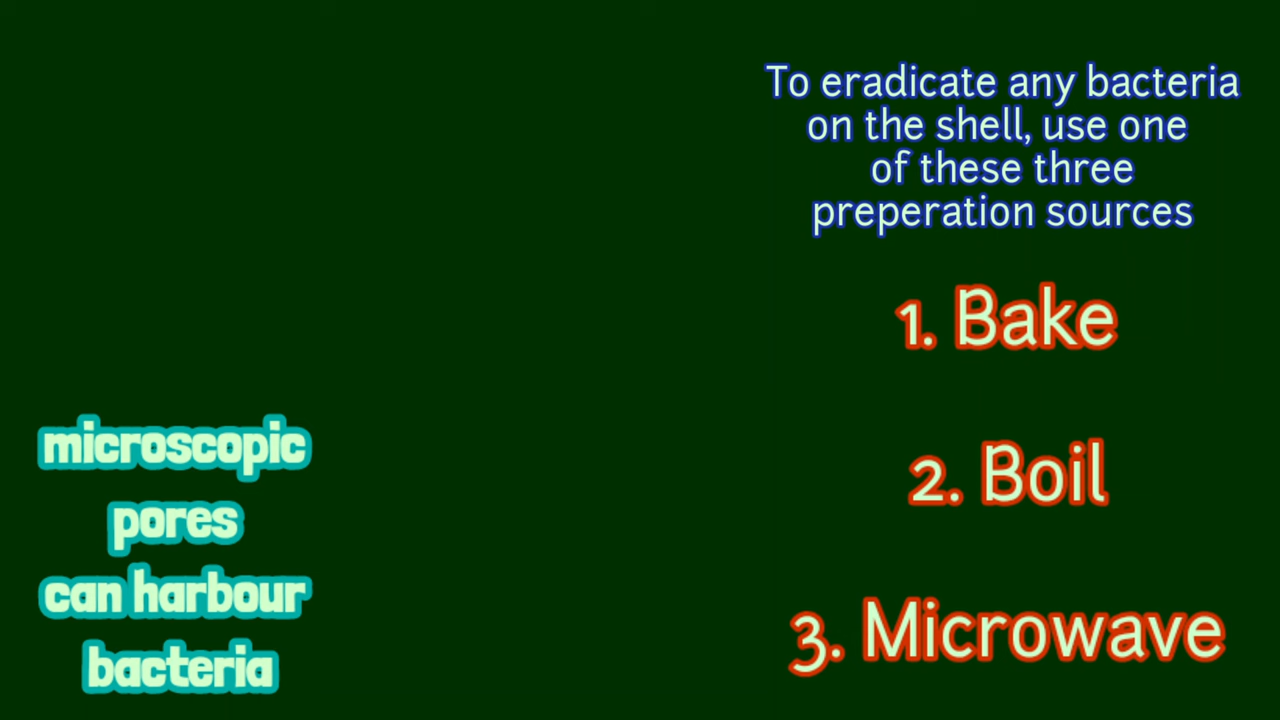 To eradicate any bacteria
on the shell, use one
of these three
preperation sources
1. Bake
2. Boil
3. Microwave
microscopic
pores
can harbour
bacteria